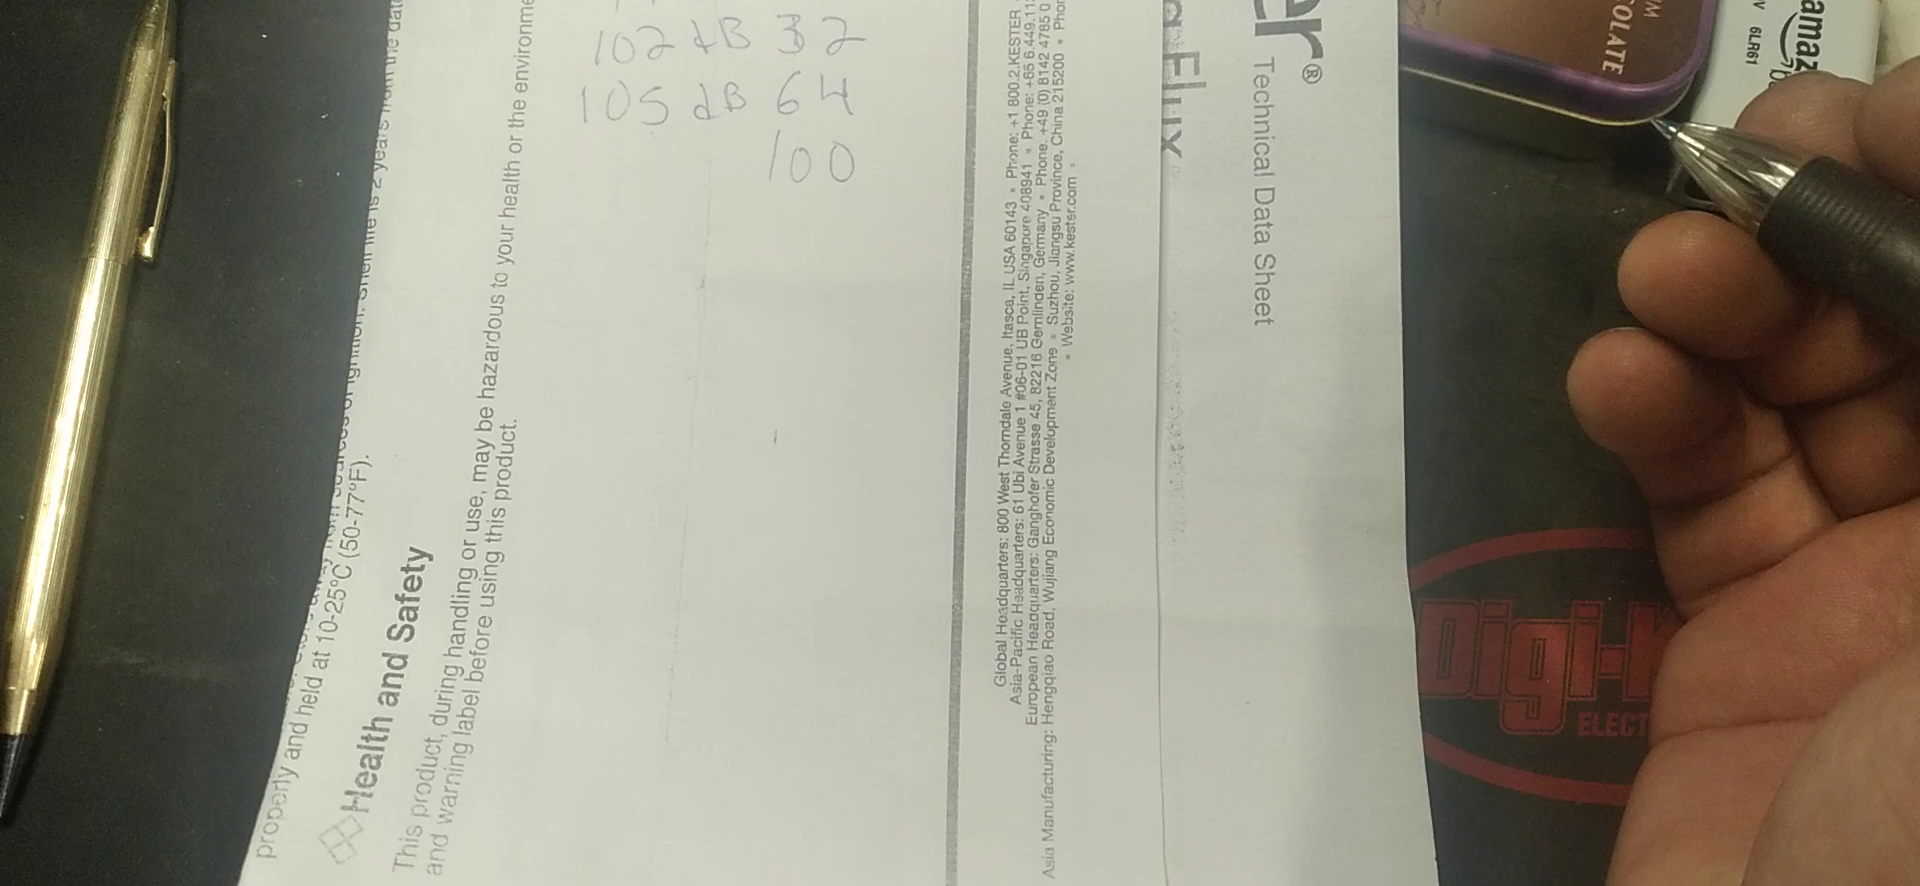 102 dB 32
105 dB 64
100
properly and held at 10-25°C (50-77°F).
Health and Safety
This product, during handling or use, may be hazardous to your health or the environme
and warning label before using this product.
Global Headquarters: 800 West Thorndale Avenue, Itasca, IL USA 60143 • Phone: +1 800.2.KESTER
Asia-Pacific Headquarters: 61 Ubi Avenue 1 #06-01 UB Point, Singapore 408941 • Phone: +65 6.449.11
European Headquarters: Ganghofer Strasse 45, 82216 Gernlinden, Germany • Phone: +49 (0) 8142 4785 0
Asia Manufacturing: Hengqiao Road, Wujiang Economic Development Zone • Suzhou, Jiangsu Province, China 215200 • Phon
• Website: www.kester.com •
Flux
er®
Technical Data Sheet
OLATE
amaz
6LR61
Digi-K
ELECT